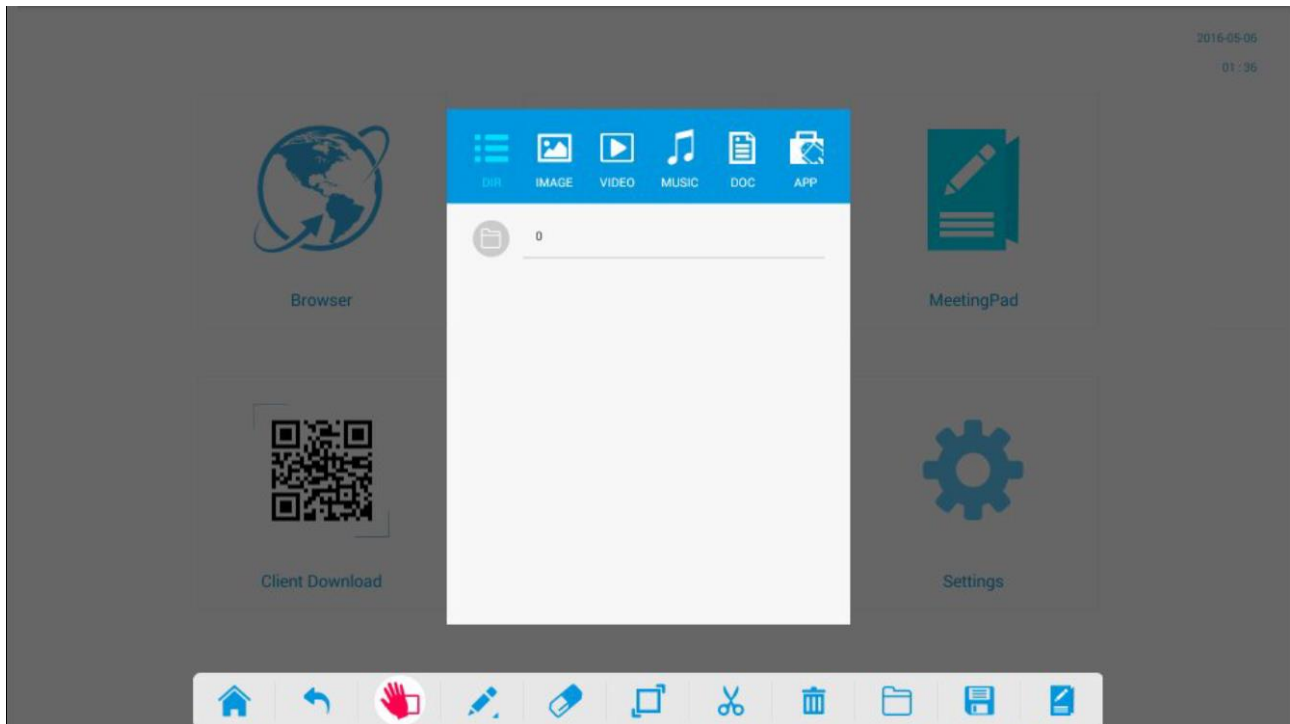 2016-05-06
01 : 36
DIR IMAGE VIDEO MUSIC DOC APP
0
Browser
MeetingPad
Client Download
Settings